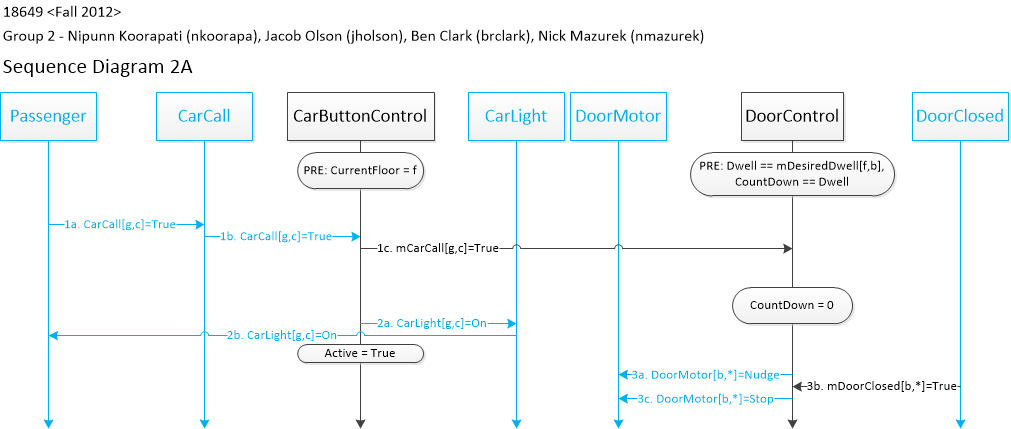 18649 <Fall 2012>
Group 2 - Nipunn Koorapati (nkoorapa), Jacob Olson (jholson), Ben Clark (brclark), Nick Mazurek (nmazurek)
Sequence Diagram 2A
Passenger
CarCall
CarButtonControl
CarLight
DoorMotor
DoorControl
DoorClosed
PRE: CurrentFloor = f
PRE: Dwell == mDesiredDwell[f,b],
CountDown == Dwell
1a. CarCall[g,c]=True
1b. CarCall[g,c]=True
1c. mCarCall[g,c]=True
CountDown = 0
2a. CarLight[g,c]=On
2b. CarLight[g,c]=On
Active = True
3a. DoorMotor[b,*]=Nudge
3b. mDoorClosed[b,*]=True
3c. DoorMotor[b,*]=Stop